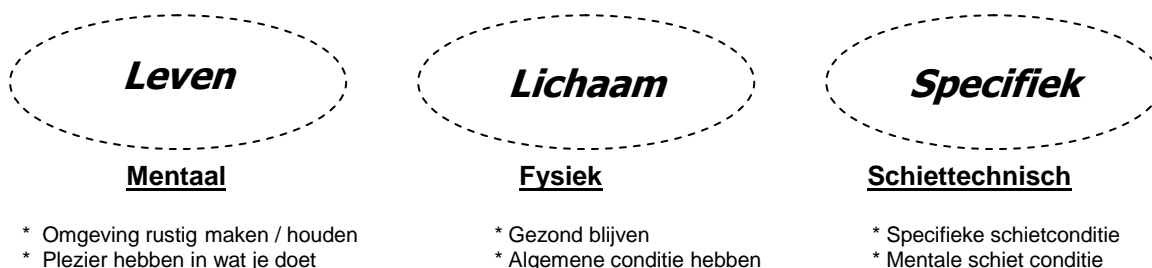 Leven
Lichaam
Specifiek
Mentaal
Fysiek
Schiettechnisch
* Omgeving rustig maken / houden
* Gezond blijven
* Specifieke schietconditie
* Plezier hebben in wat je doet
* Algemene conditie hebben
* Mentale schiet conditie